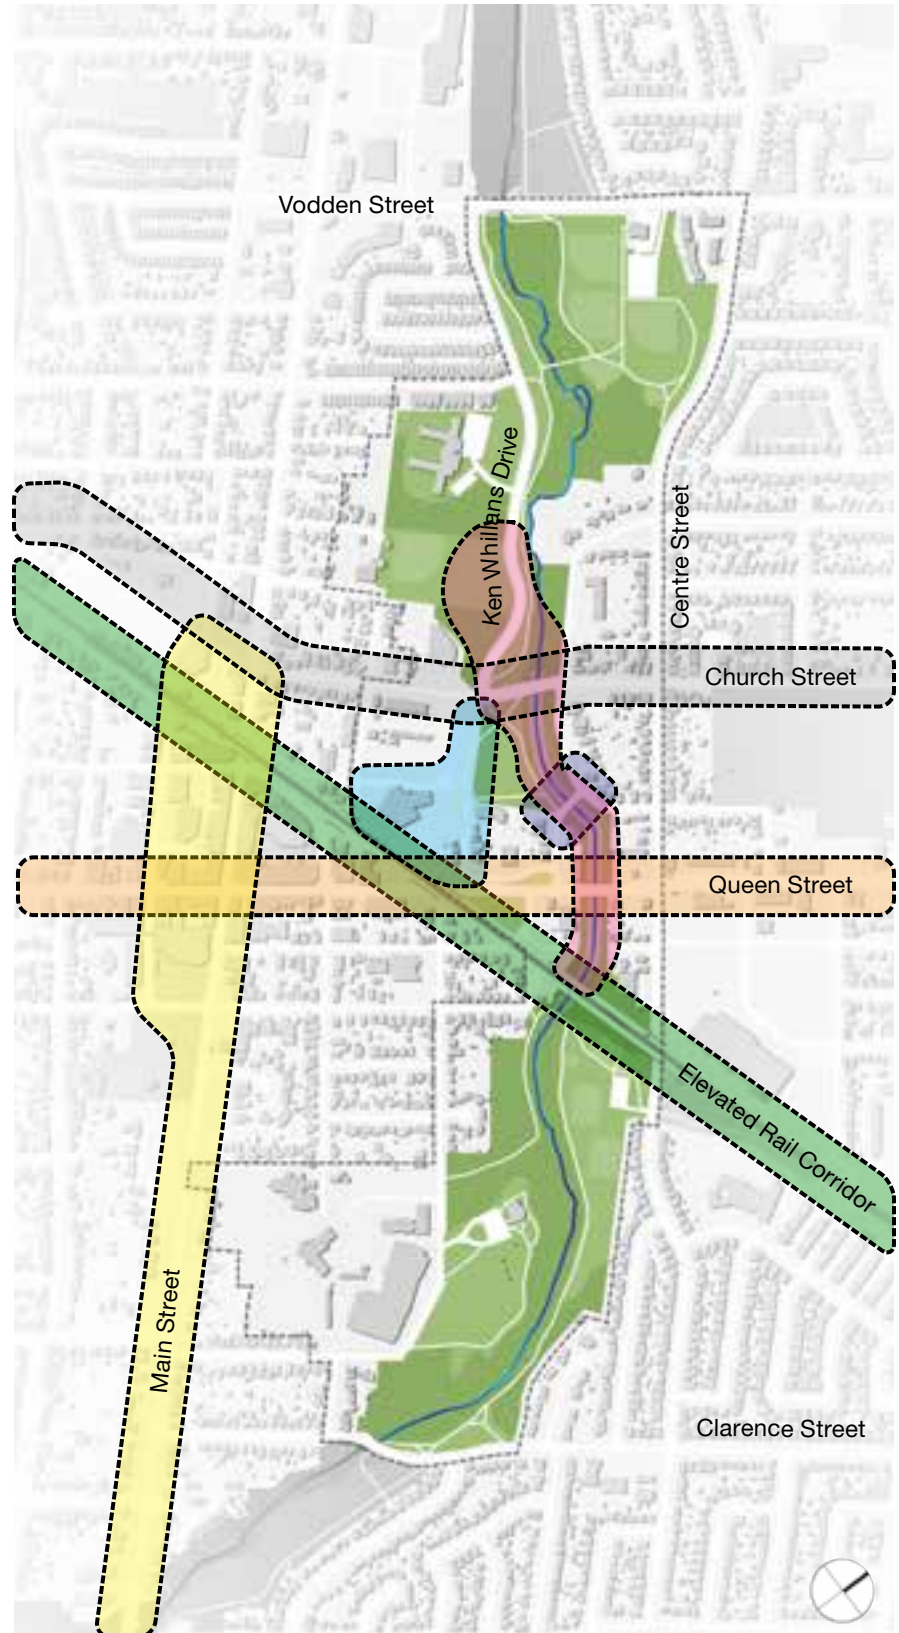 Vodden Street
Ken Whillans Drive
Centre Street
Church Street
Queen Street
Elevated Rail Corridor
Main Street
Clarence Street